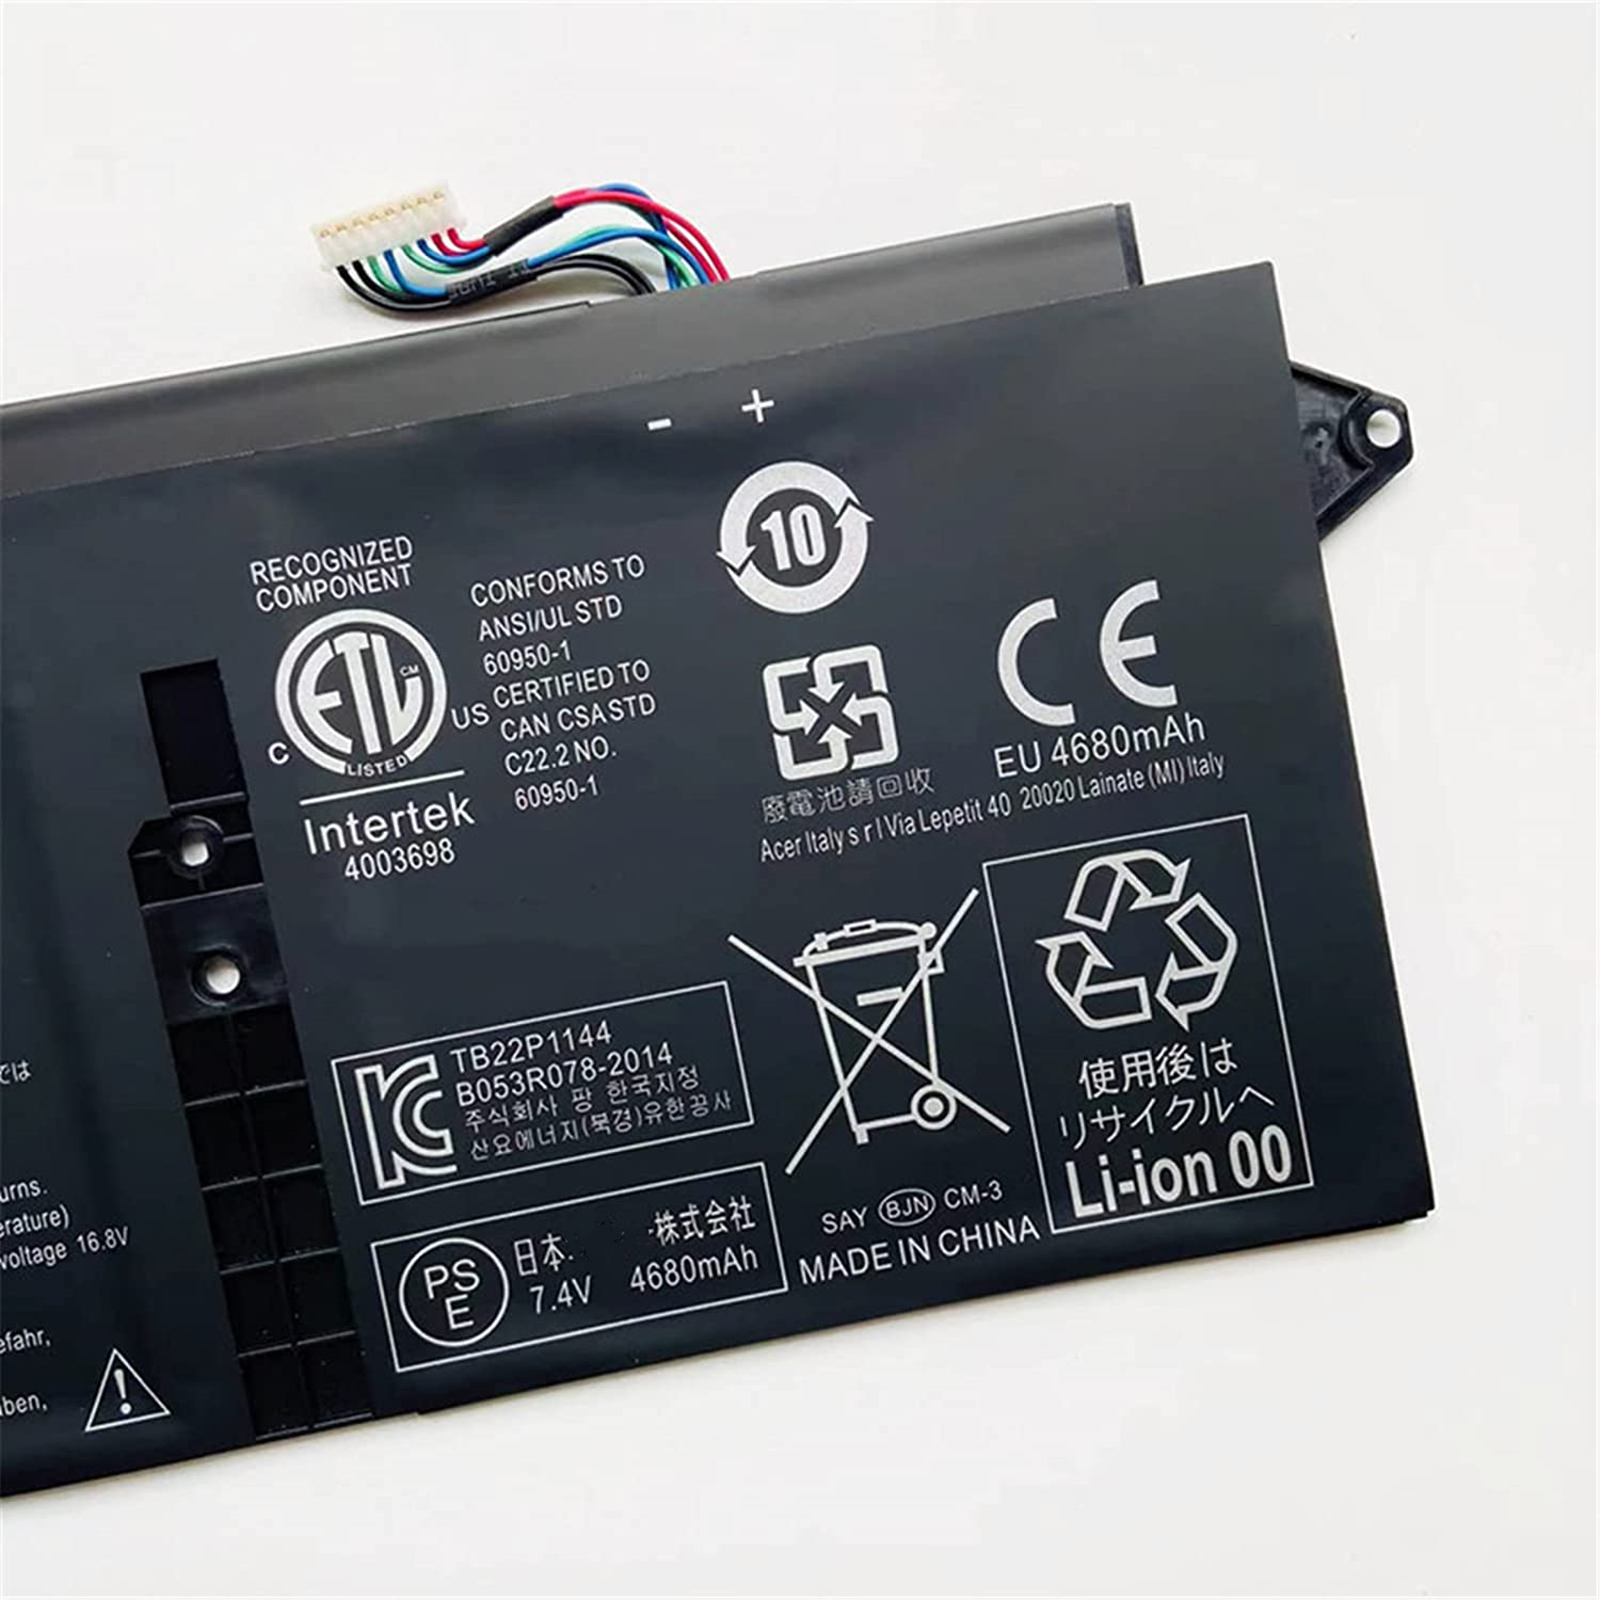 - +
10
RECOGNIZED
COMPONENT
ETL CM
C LISTED US
Intertek
4003698
CONFORMS TO
ANSI/UL STD
60950-1
CERTIFIED TO
CAN CSA STD
C22.2 NO.
60950-1
CE
EU 4680mAh
廢電池請回收
Acer Italy s r l Via Lepetit 40 20020 Lainate (MI) Italy
TB22P1144
B053R078-2014
주식회사 팡 한국지정
산요에너지(북경)유한공사
PS
E
日本.
株式会社
7.4V 4680mAh
SAY BJN CM-3
MADE IN CHINA
使用後は
リサイクルへ
Li-ion 00
では
urns.
erature)
voltage 16.8V
efahr,
ben,